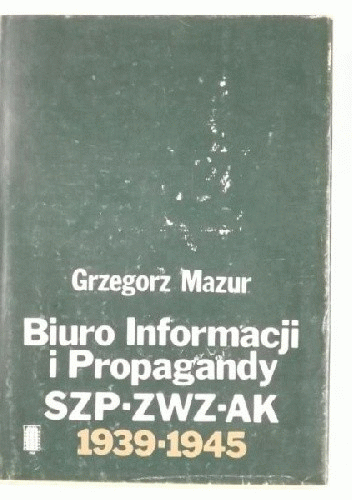 Grzegorz Mazur
Biuro Informacji
i Propagandy
SZP-ZWZ-AK
1939-1945